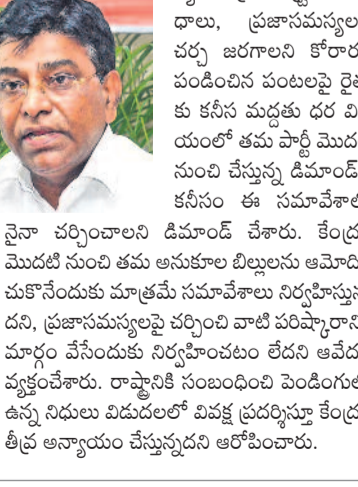 ధాలు, ప్రజాసమస్యల
చర్చ జరగాలని కోరార
పండించిన పంటలపై రైత
కు కనీస మద్దతు ధర వి
యంలో తమ పార్టీ మొద
నుంచి చేస్తున్న డిమాండ్
కనీసం ఈ సమావేశాల
నైనా చర్చించాలని డిమాండ్ చేశారు. కేంద్ర
మొదటి నుంచి తమ అనుకూల బిల్లులను ఆమోది
చుకొనేందుకు మాత్రమే సమావేశాలు నిర్వహిస్తున
దని, ప్రజాసమస్యలపై చర్చించి వాటి పరిష్కారాని
మార్గం వేసేందుకు నిర్వహించటం లేదని ఆవేద
వ్యక్తంచేశారు. రాష్ట్రానికి సంబంధించి పెండింగుల
ఉన్న నిధులు విడుదలలో వివక్ష ప్రదర్శిస్తూ కేంద్ర
తీవ్ర అన్యాయం చేస్తున్నదని ఆరోపించారు.